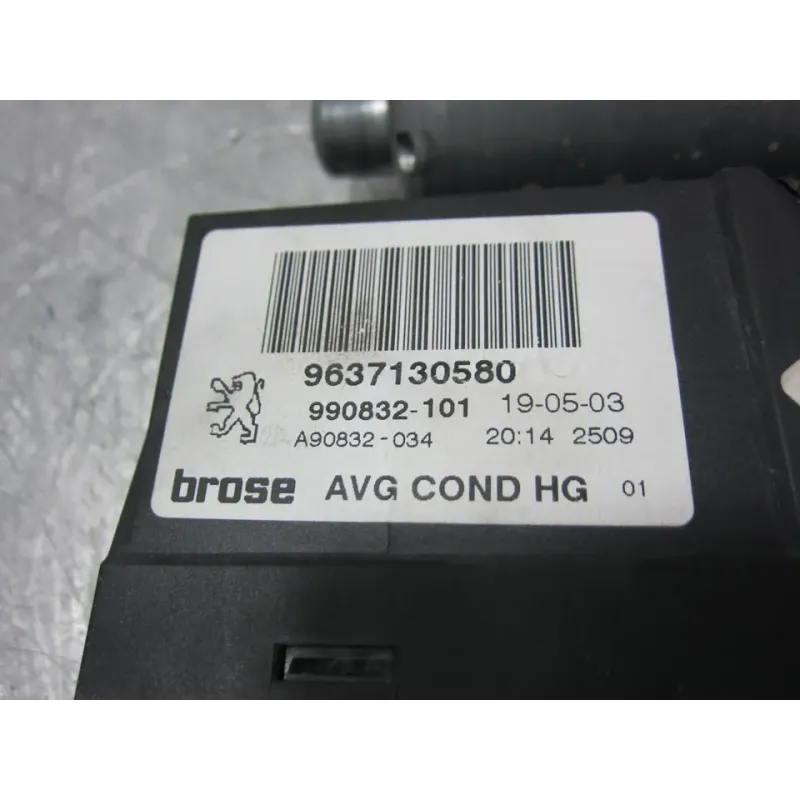 9637130580
990832-101 19-05-03
A90832-034 20:14 2509
brose AVG COND HG 01